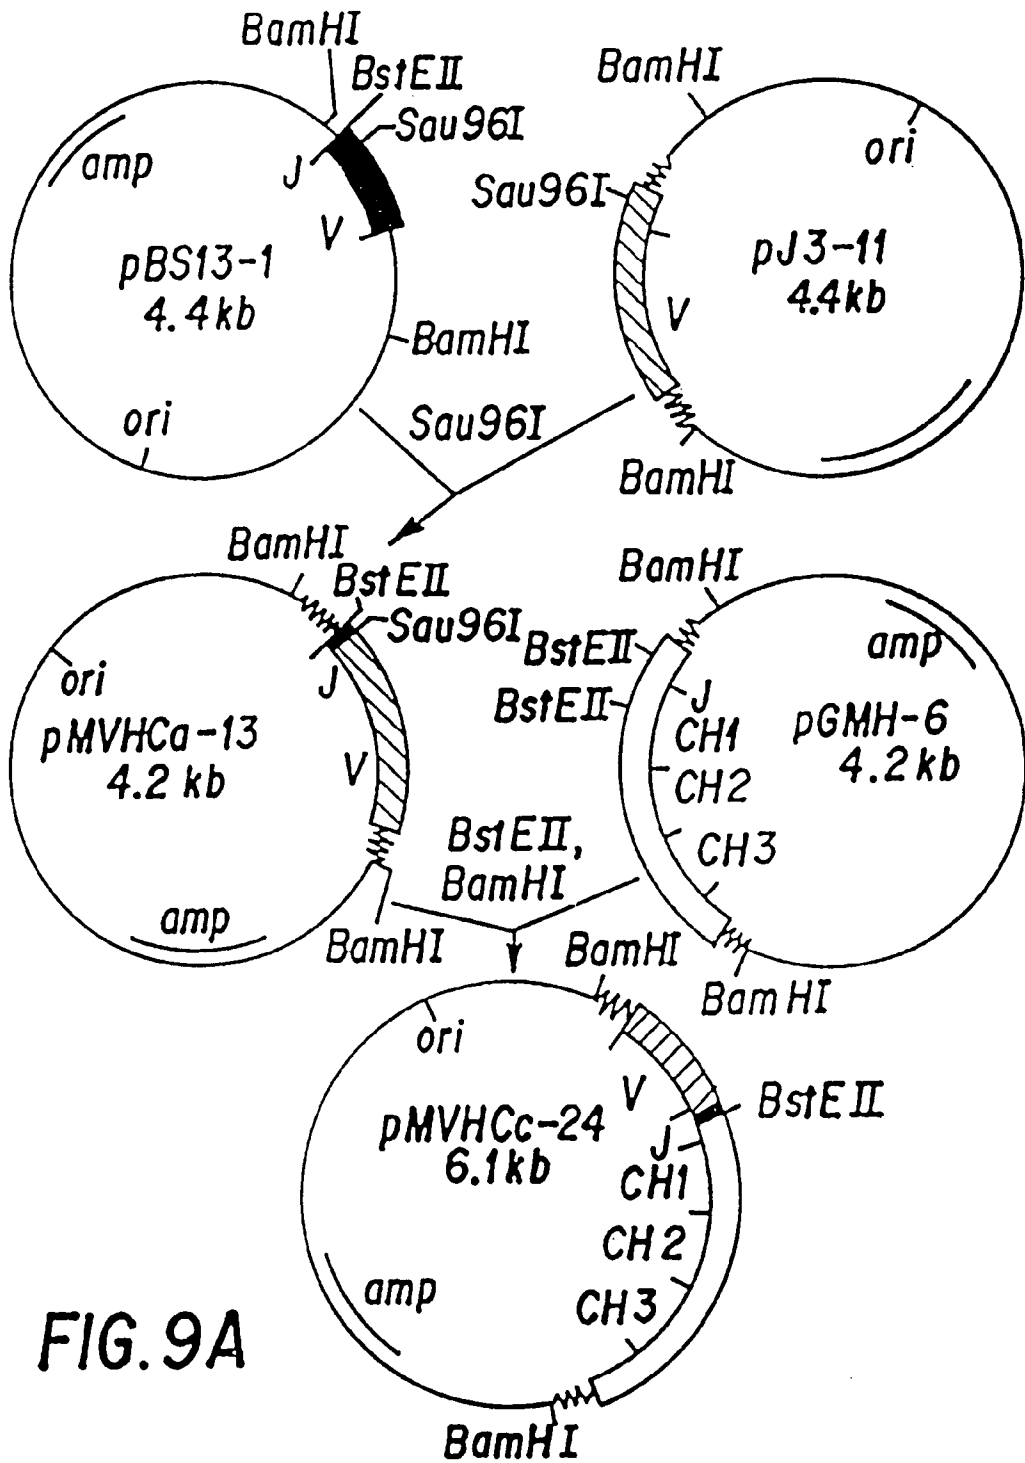 BamHI
BstEII
Sau96I
amp
J
V
pBS13-1
4.4kb
BamHI
ori
BamHI
ori
Sau96I
pJ3-11
4.4kb
V
BamHI
Sau96I
BamHI
BstEII
Sau96I
ori
J
pMVHCa-13
4.2 kb
V
amp
BamHI
BamHI
BstEII
BstEII
amp
J
CH1
CH2
CH3
pGMH-6
4.2kb
BamHI
BstEII,
BamHI
BamHI
ori
V
BstEII
pMVHCc-24
6.1kb
J
CH1
CH2
CH3
amp
BamHI
FIG. 9A